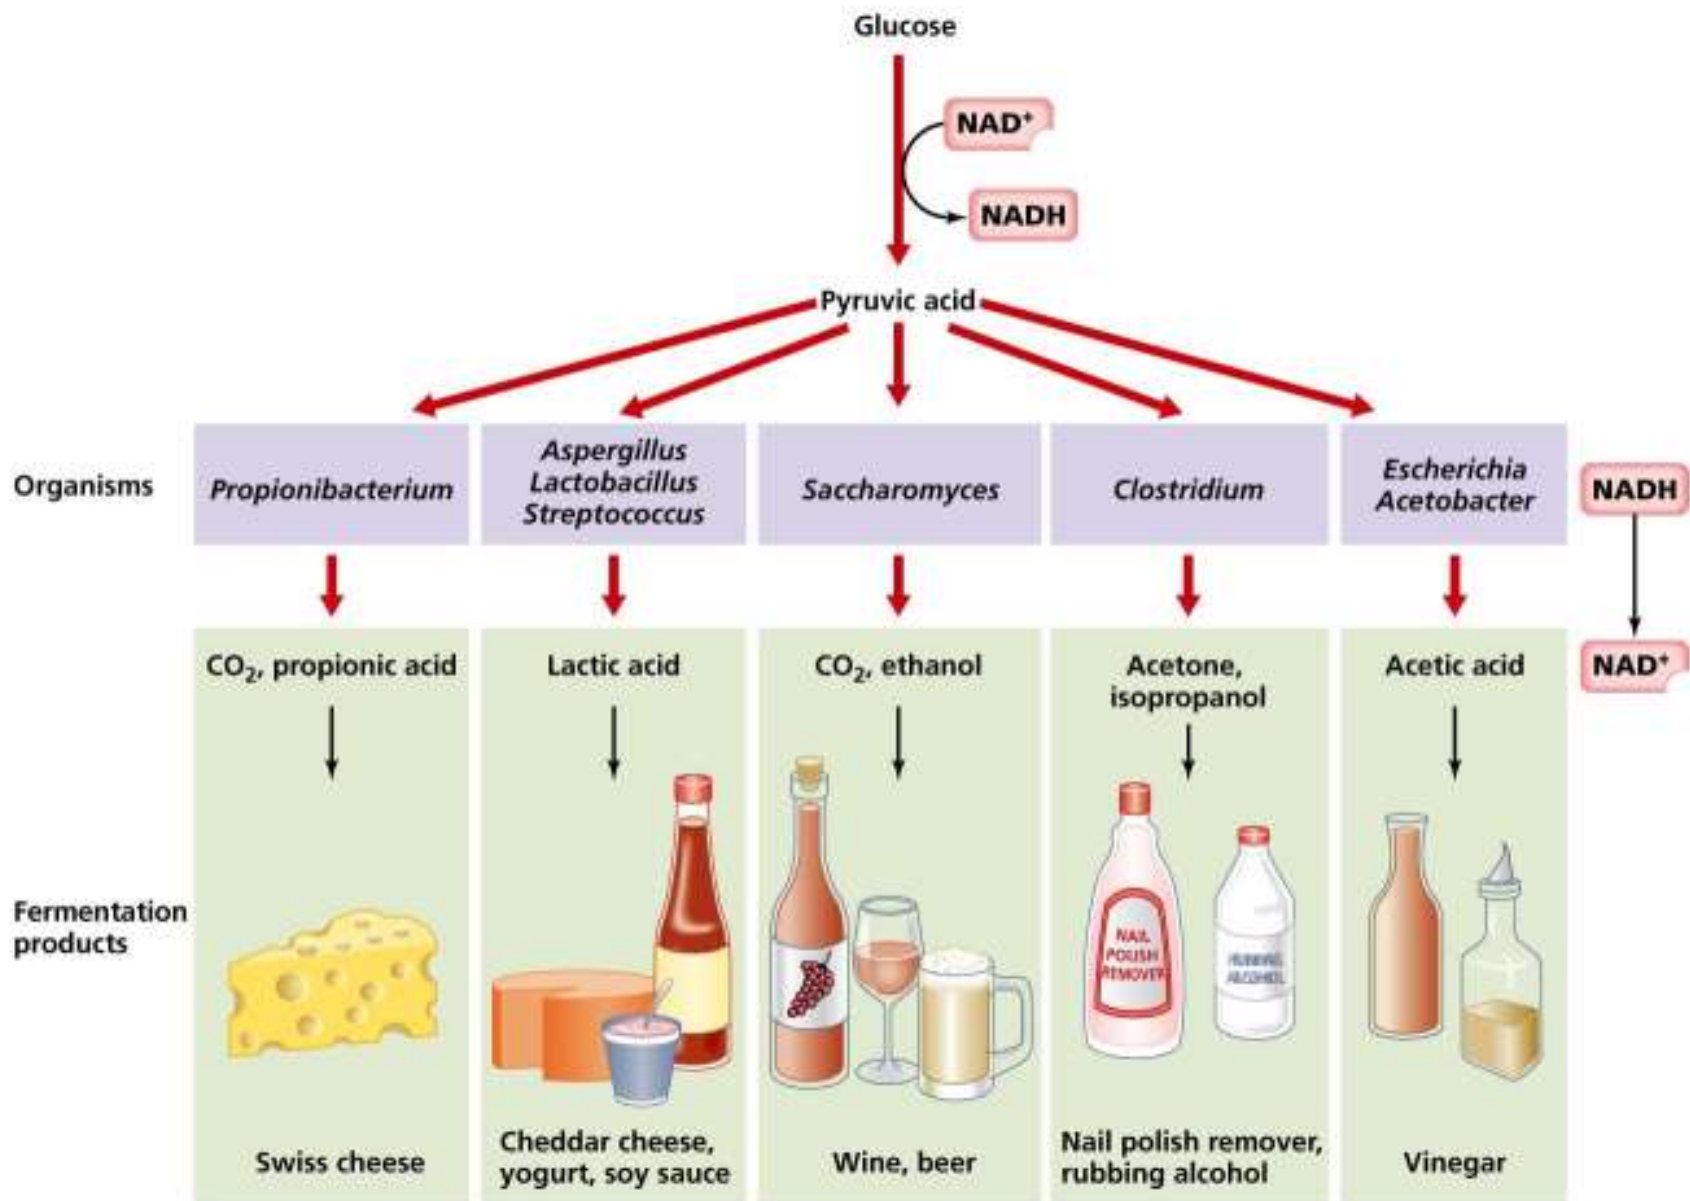 Glucose
NAD⁺
NADH
Pyruvic acid
Organisms
Propionibacterium
Aspergillus
Lactobacillus
Streptococcus
Saccharomyces
Clostridium
Escherichia
Acetobacter
NADH
CO₂, propionic acid
Lactic acid
CO₂, ethanol
Acetone,
isopropanol
Acetic acid
NAD⁺
Fermentation
products
NAIL
POLISH
REMOVER
RUBBING
ALCOHOL
Swiss cheese
Cheddar cheese,
yogurt, soy sauce
Wine, beer
Nail polish remover,
rubbing alcohol
Vinegar